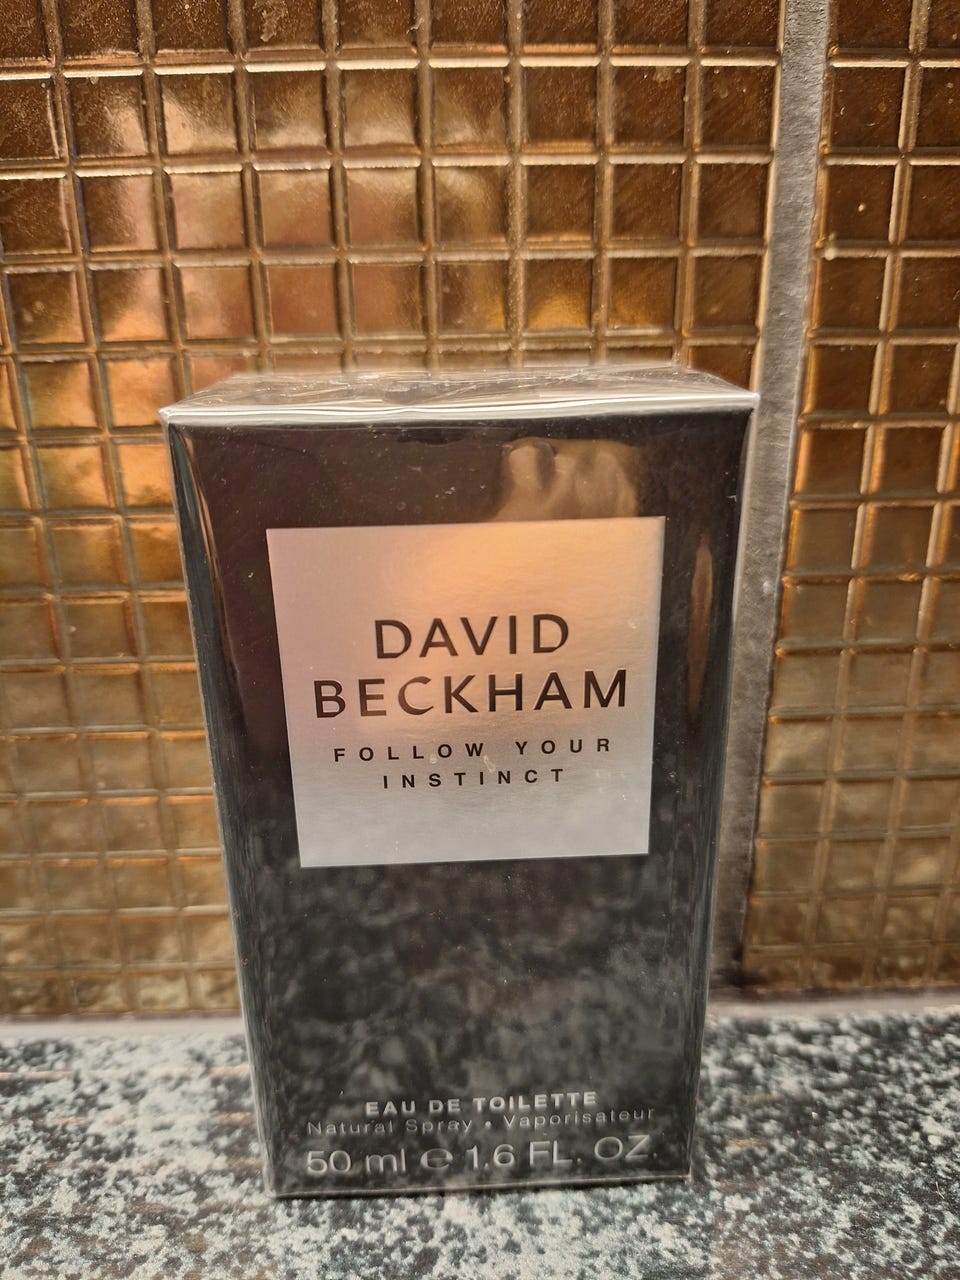 DAVID
BECKHAM
FOLLOW YOUR
INSTINCT
EAU DE TOILETTE
Natural Spray • Vaporisateur
50 ml ℮ 1.6 FL. OZ.